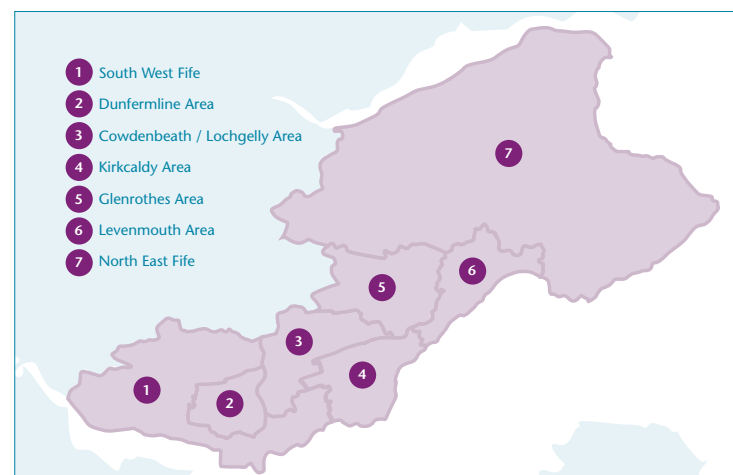 1 South West Fife
2 Dunfermline Area
3 Cowdenbeath / Lochgelly Area
4 Kirkcaldy Area
5 Glenrothes Area
6 Levenmouth Area
7 North East Fife
7
6
5
3
4
1
2